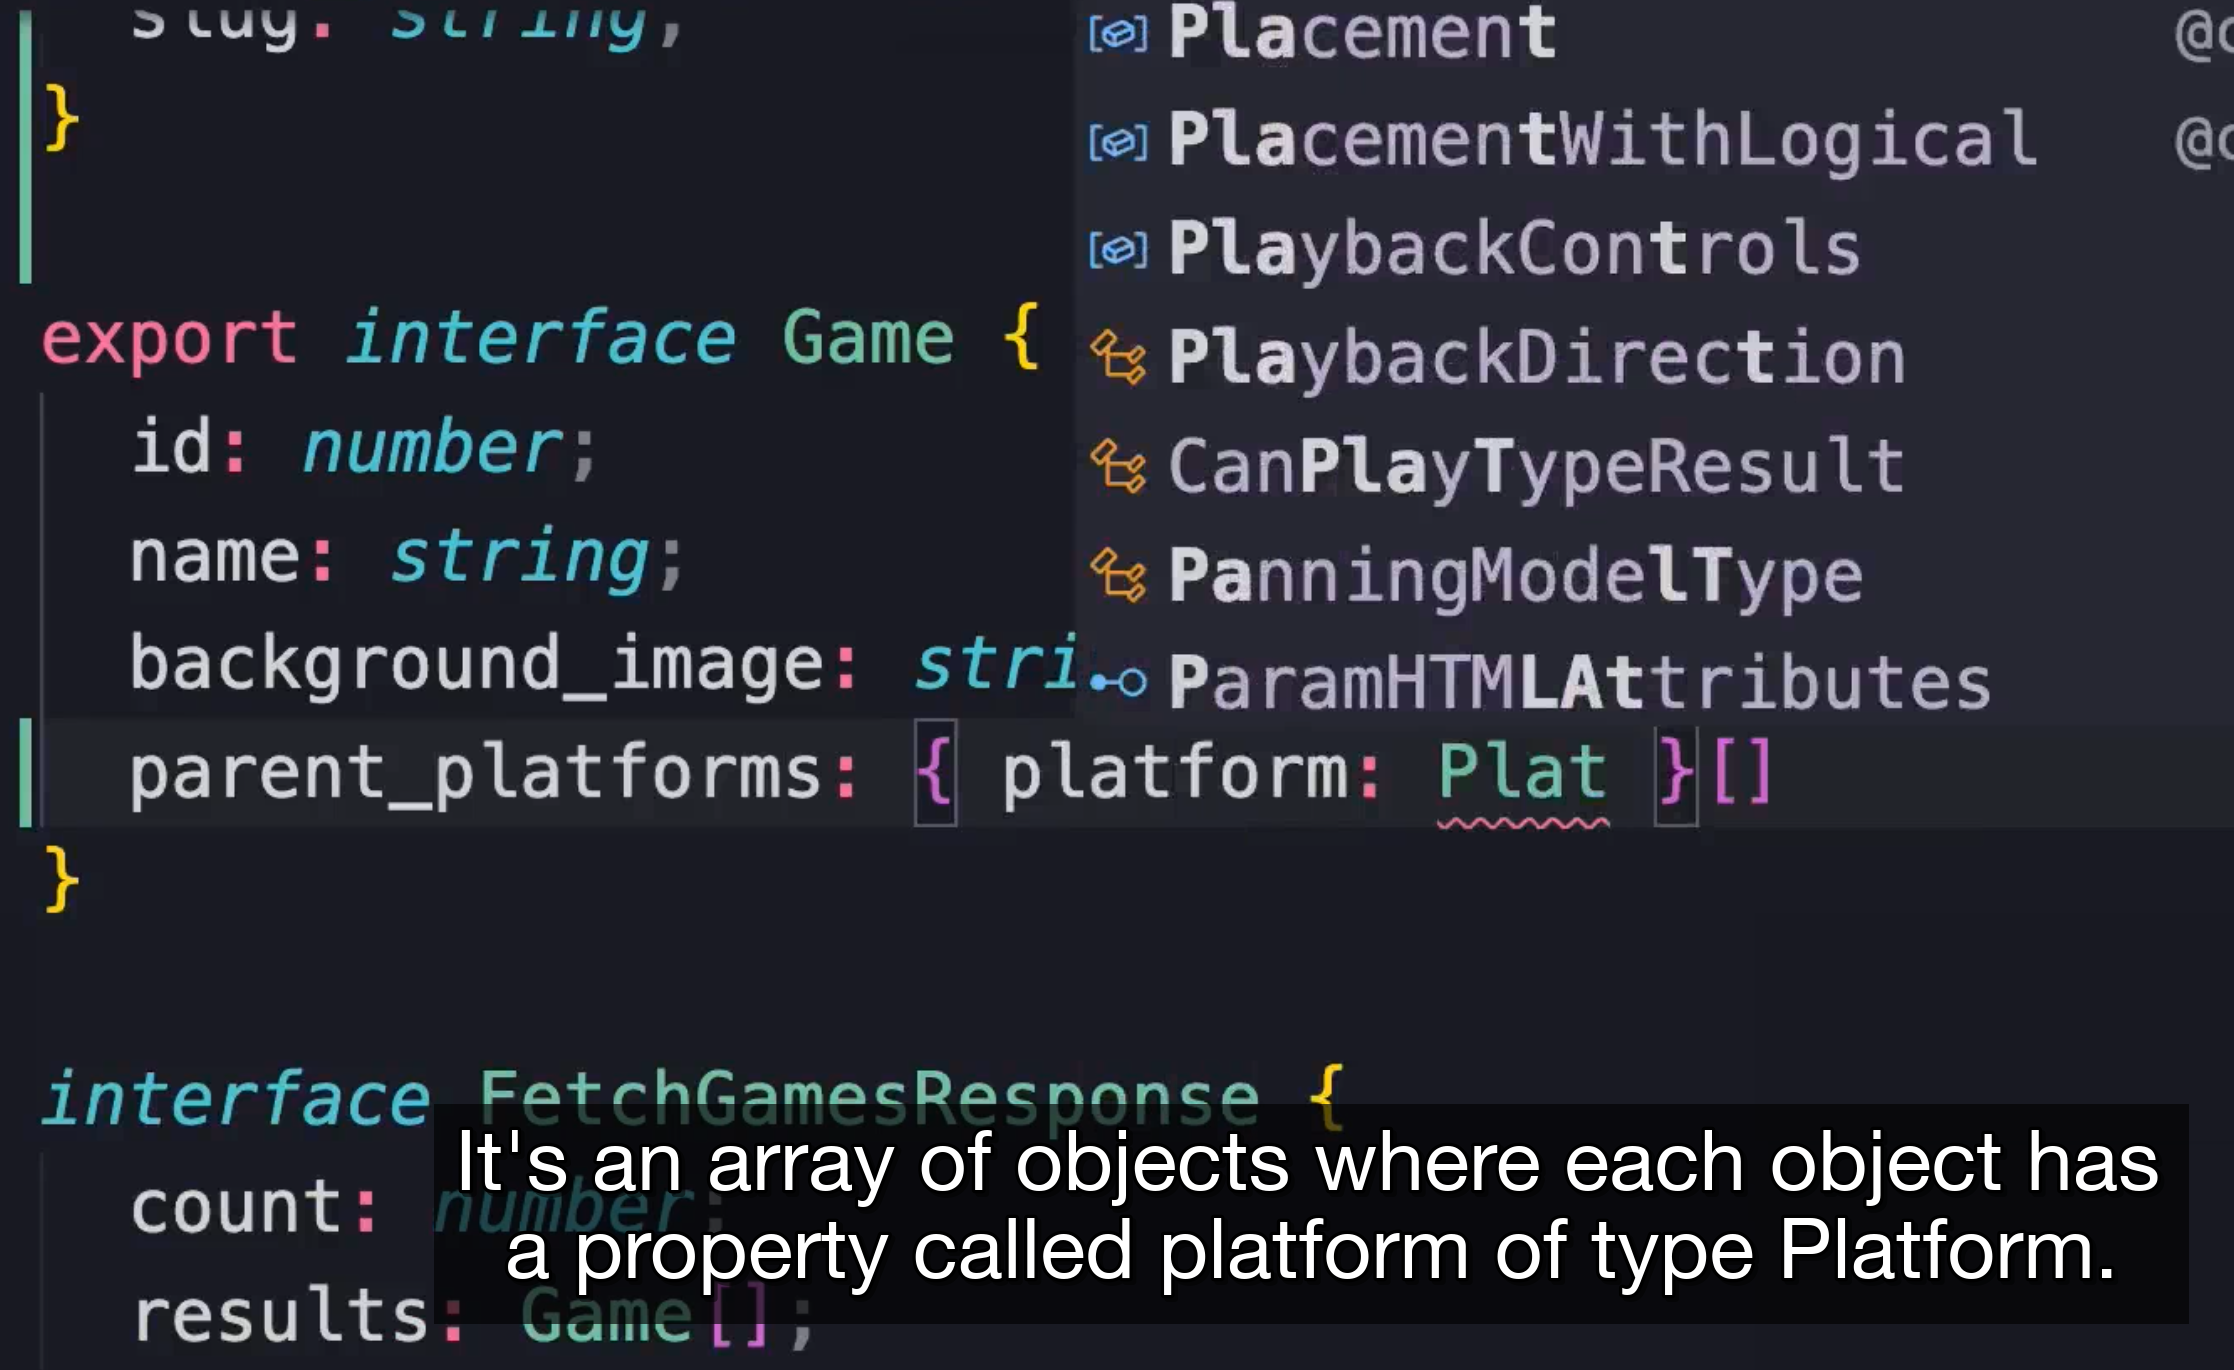 slug: string;
}
export interface Game {
id: number;
name: string;
background_image: stri
parent_platforms: { platform: Plat }[]
}
interface FetchGamesResponse {
count: number;
results: Game[];
Placement
PlacementWithLogical
PlaybackControls
PlaybackDirection
CanPlayTypeResult
PanningModelType
ParamHTMLAttributes
It's an array of objects where each object has
a property called platform of type Platform.